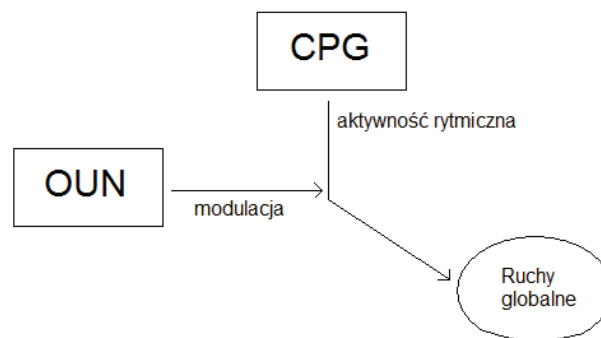 CPG
aktywność rytmiczna
OUN
modulacja
Ruchy
globalne